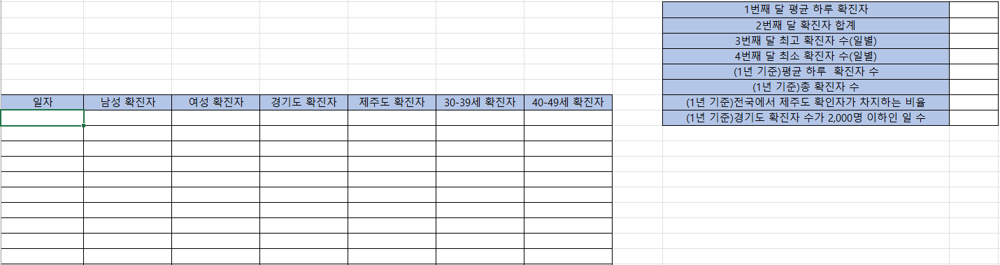 1번째 달 평균 하루 확진자
2번째 달 확진자 합계
3번째 달 최고 확진자 수(일별)
4번째 달 최소 확진자 수(일별)
(1년 기준)평균 하루  확진자 수
(1년 기준)총 확진자 수
일자 남성 확진자 여성 확진자 경기도 확진자 제주도 확진자 30-39세 확진자 40-49세 확진자
(1년 기준)전국에서 제주도 확인자가 차지하는 비율
(1년 기준)경기도 확진자 수가 2,000명 이하인 일 수